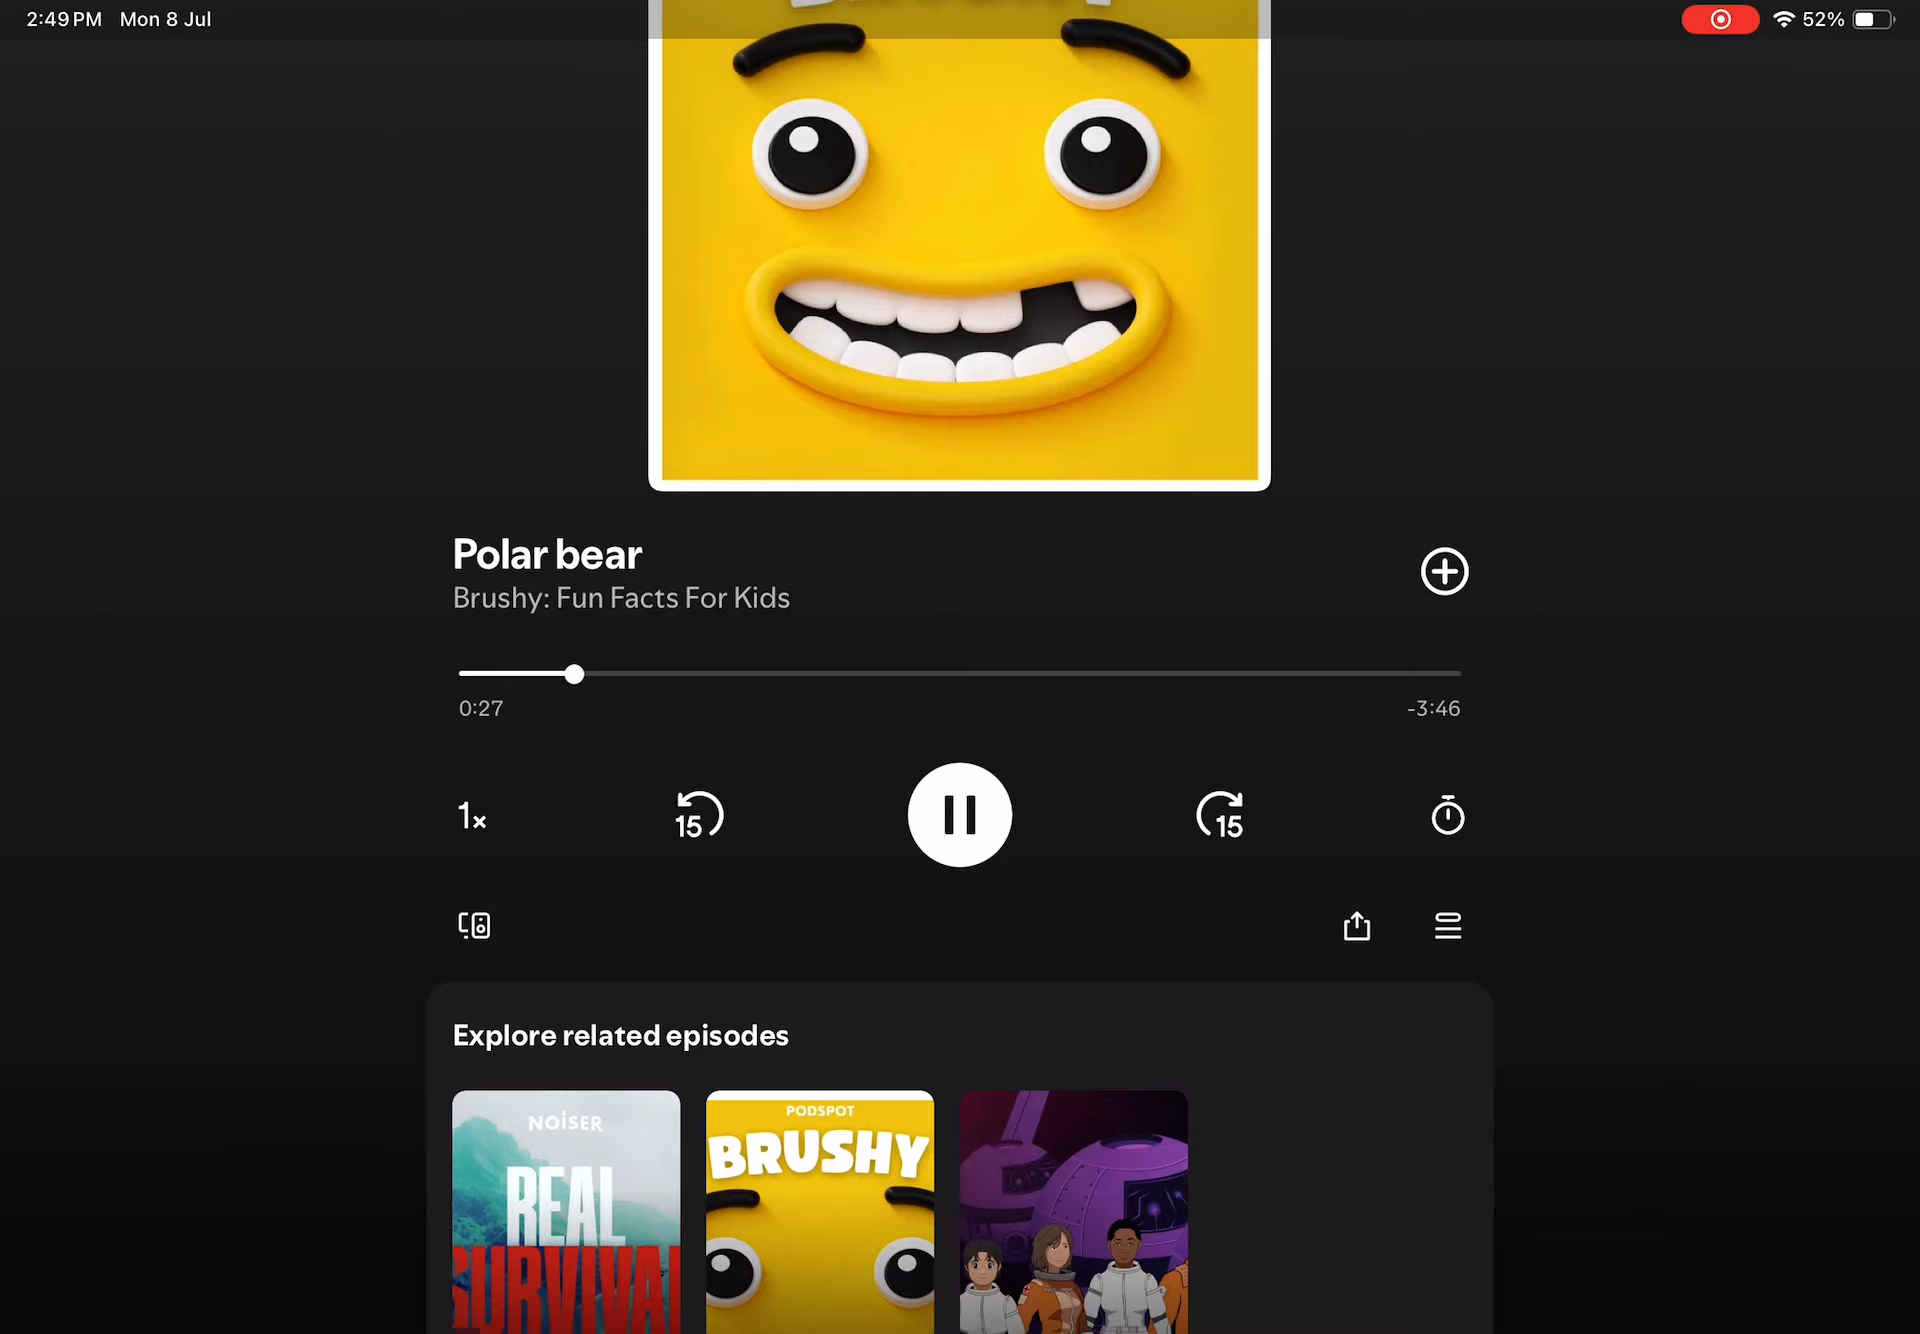 2:49 PM Mon 8 Jul
52%
Polar bear
Brushy: Fun Facts For Kids
0:27
-3:46
1x
15
15
Explore related episodes
NOiSER
REAL
SURVIVAL
PODSPOT
BRUSHY